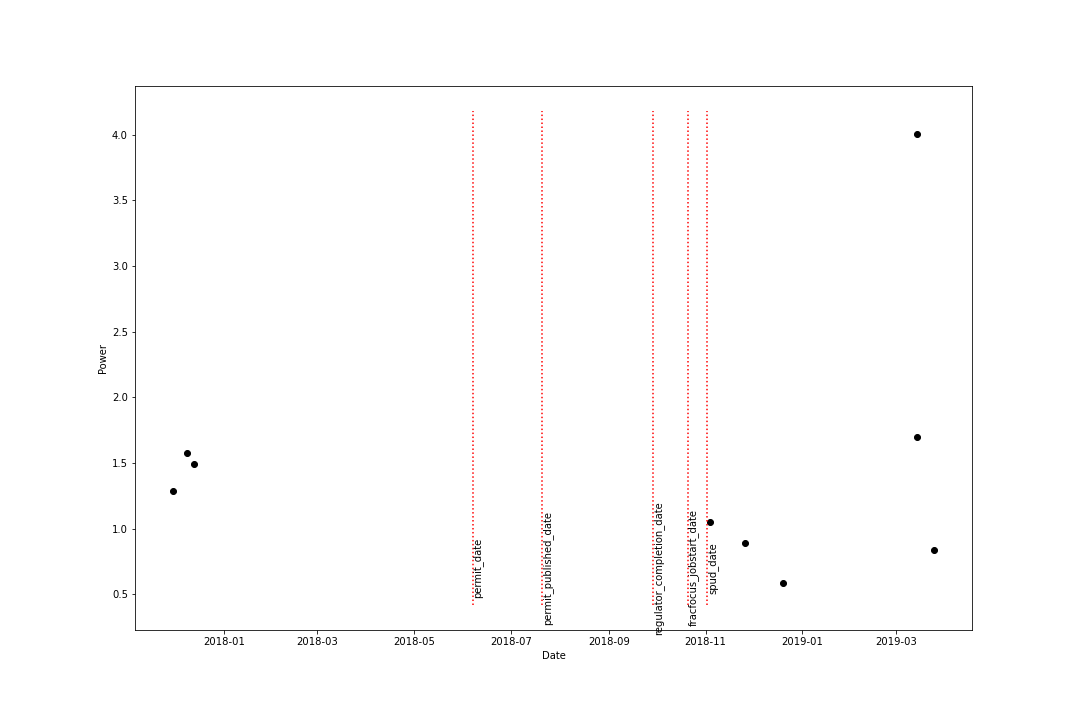 4.0
3.5
3.0
2.5
2.0
1.5
1.0
0.5
Power
permit_date
permit_published_date
regulator_completion_date
fracfocus_jobstart_date
spud_date
2018-01
2018-03
2018-05
2018-07
2018-09
2018-11
2019-01
2019-03
Date